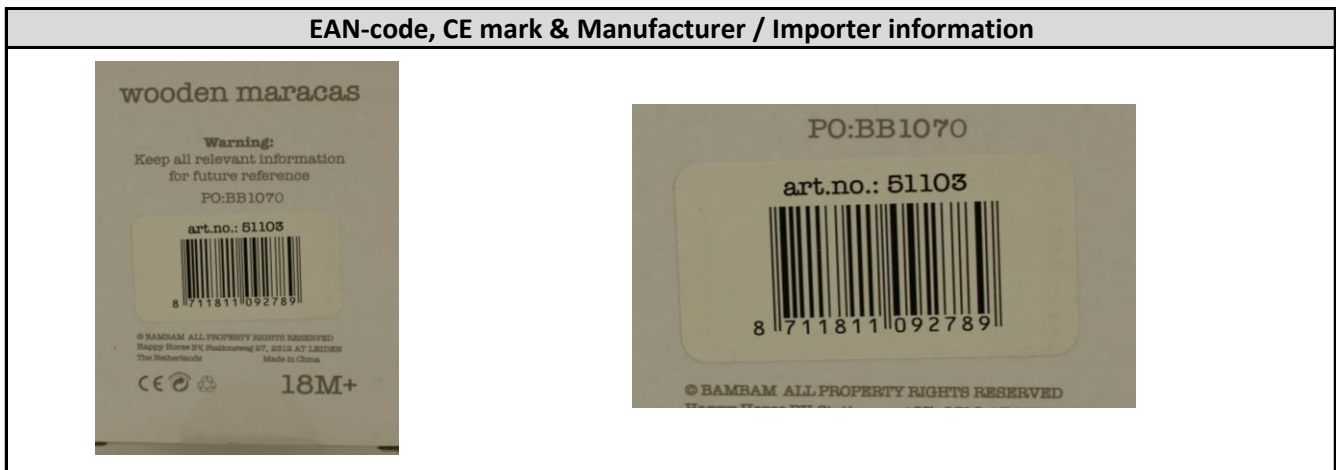 EAN-code, CE mark & Manufacturer / Importer information
wooden maracas
Warning:
Keep all relevant information
for future reference
PO:BB1070
art.no.: 51103
8 711811 092789
© BAMBAM ALL PROPERTY RIGHTS RESERVED
Happy Horse BV, Stationsweg 27, 2312 AT LEIDEN
The Netherlands Made in China
CE
18M+
PO:BB1070
art.no.: 51103
8 711811 092789
© BAMBAM ALL PROPERTY RIGHTS RESERVED